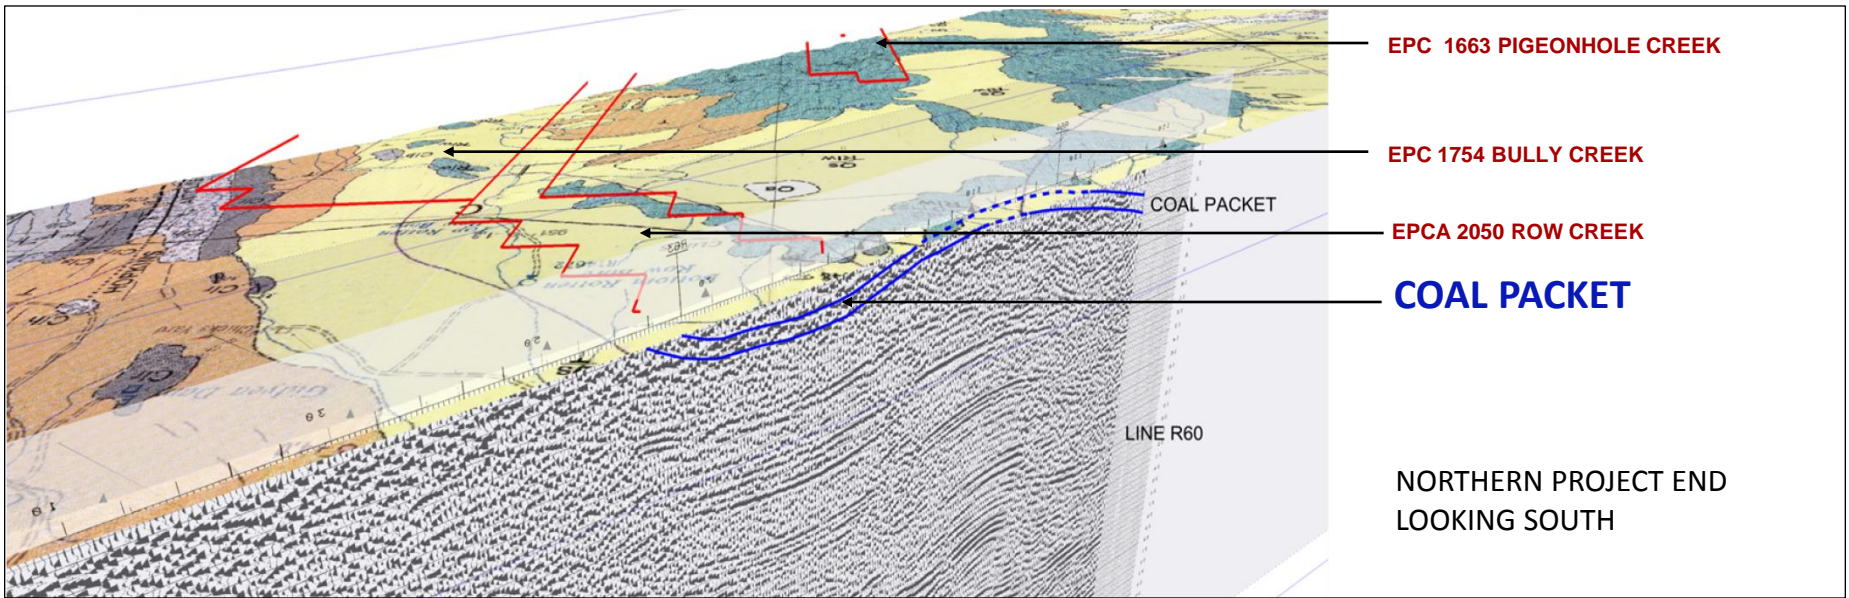 EPC 1663 PIGEONHOLE CREEK
EPC 1754 BULLY CREEK
COAL PACKET
EPCA 2050 ROW CREEK
COAL PACKET
LINE R60
NORTHERN PROJECT END
LOOKING SOUTH